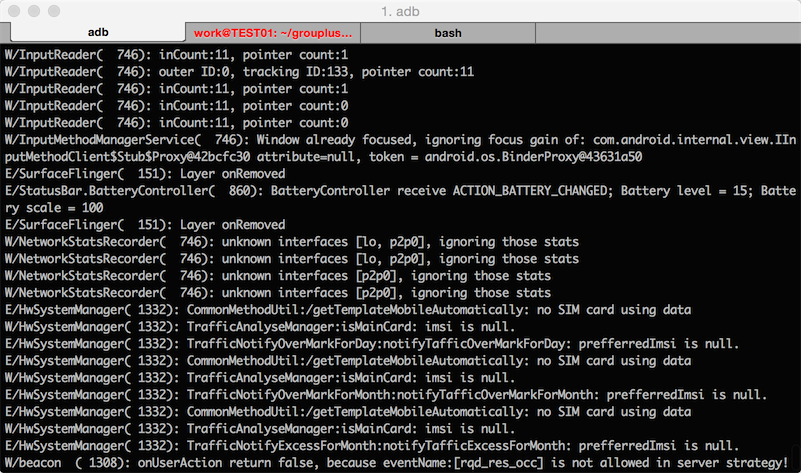 1. adb
adb
work@TEST01: ~/grouplus...
bash
W/InputReader(  746): inCount:11, pointer count:1
W/InputReader(  746): outer ID:0, tracking ID:133, pointer count:11
W/InputReader(  746): inCount:11, pointer count:1
W/InputReader(  746): inCount:11, pointer count:0
W/InputReader(  746): inCount:11, pointer count:0
W/InputMethodManagerService(  746): Window already focused, ignoring focus gain of: com.android.internal.view.IIn
putMethodClient$Stub$Proxy@42bcfc30 attribute=null, token = android.os.BinderProxy@43631a50
E/SurfaceFlinger(  151): Layer onRemoved
E/StatusBar.BatteryController(  860): BatteryController receive ACTION_BATTERY_CHANGED; Battery level = 15; Batte
ry scale = 100
E/SurfaceFlinger(  151): Layer onRemoved
W/NetworkStatsRecorder(  746): unknown interfaces [lo, p2p0], ignoring those stats
W/NetworkStatsRecorder(  746): unknown interfaces [lo, p2p0], ignoring those stats
W/NetworkStatsRecorder(  746): unknown interfaces [p2p0], ignoring those stats
W/NetworkStatsRecorder(  746): unknown interfaces [p2p0], ignoring those stats
E/HwSystemManager( 1332): CommonMethodUtil:/getTemplateMobileAutomatically: no SIM card using data
W/HwSystemManager( 1332): TrafficAnalyseManager:isMainCard: imsi is null.
E/HwSystemManager( 1332): TrafficNotifyOverMarkForDay:notifyTafficOverMarkForDay: prefferredImsi is null.
E/HwSystemManager( 1332): CommonMethodUtil:/getTemplateMobileAutomatically: no SIM card using data
W/HwSystemManager( 1332): TrafficAnalyseManager:isMainCard: imsi is null.
E/HwSystemManager( 1332): TrafficNotifyOverMarkForMonth:notifyTafficOverMarkForMonth: prefferredImsi is null.
E/HwSystemManager( 1332): CommonMethodUtil:/getTemplateMobileAutomatically: no SIM card using data
W/HwSystemManager( 1332): TrafficAnalyseManager:isMainCard: imsi is null.
E/HwSystemManager( 1332): TrafficNotifyExcessForMonth:notifyTafficExcessForMonth: prefferredImsi is null.
W/beacon  ( 1308): onUserAction return false, because eventName:[rqd_res_occ] is not allowed in server strategy!